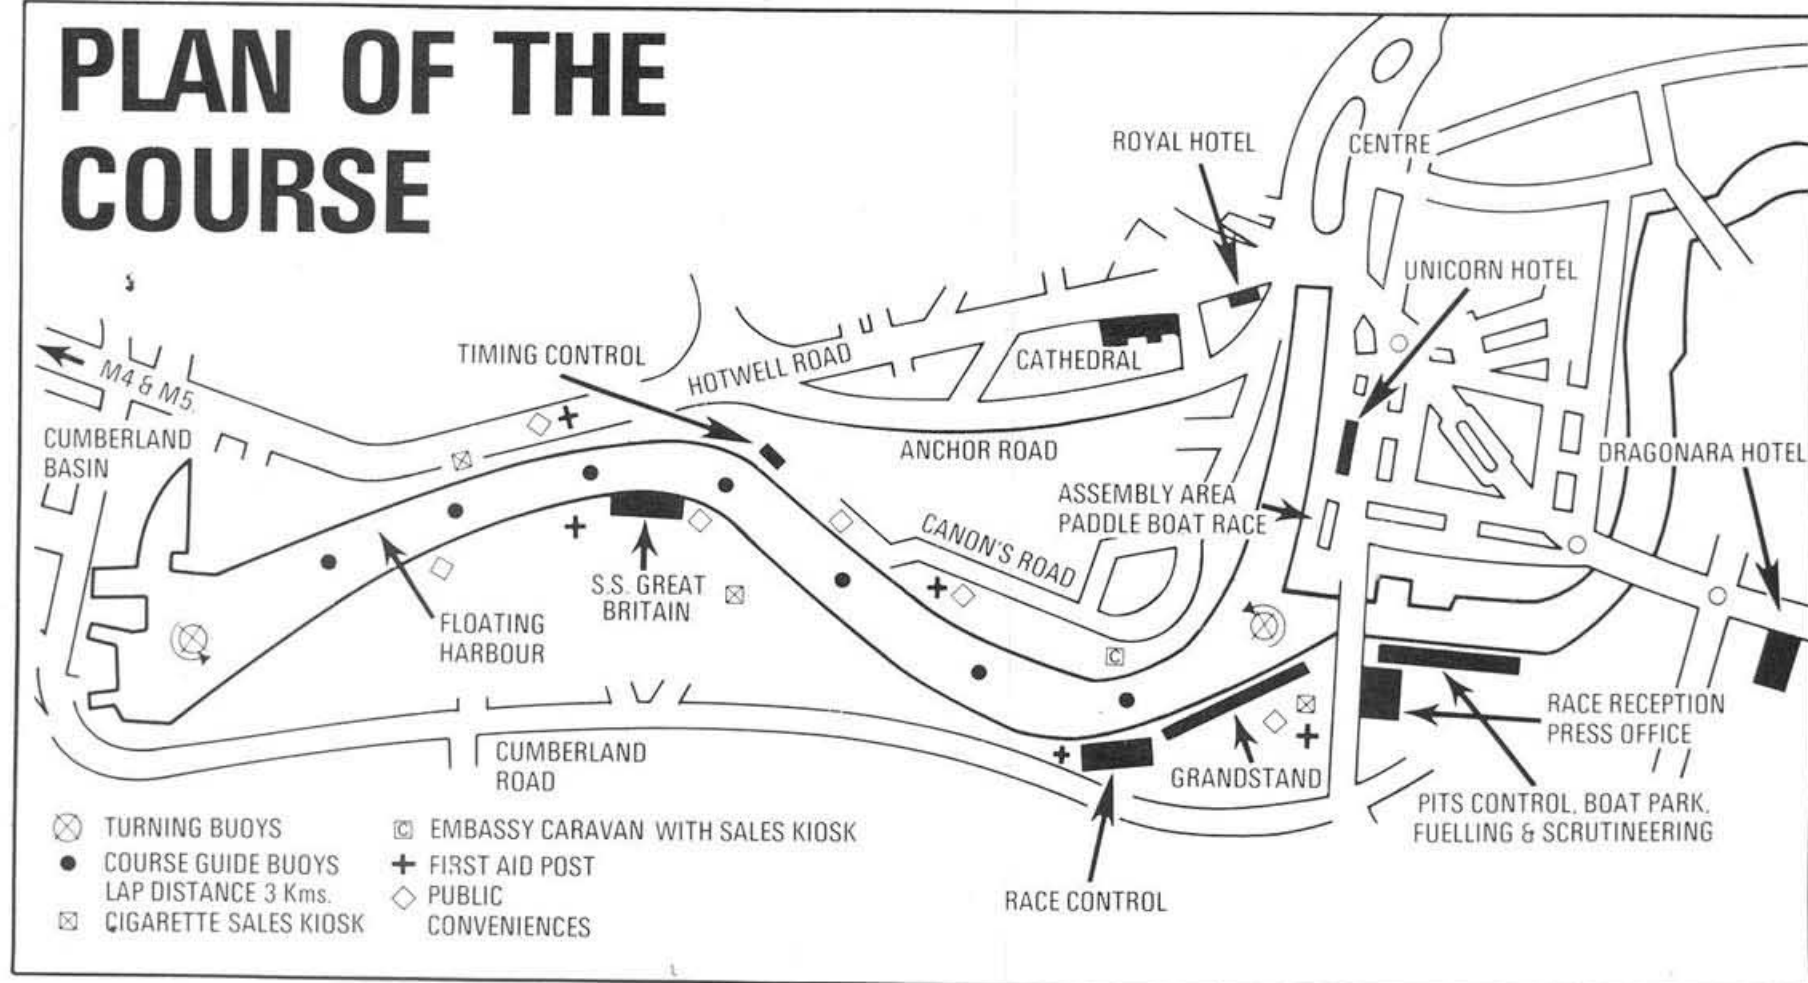 PLAN OF THE
COURSE
ROYAL HOTEL
CENTRE
UNICORN HOTEL
TIMING CONTROL
HOTWELL ROAD
CATHEDRAL
M4 & M5.
CUMBERLAND
BASIN
ANCHOR ROAD
DRAGONARA HOTEL
ASSEMBLY AREA
PADDLE BOAT RACE
CANON'S ROAD
S.S. GREAT
BRITAIN
FLOATING
HARBOUR
C
RACE RECEPTION
PRESS OFFICE
CUMBERLAND
ROAD
GRANDSTAND
PITS CONTROL, BOAT PARK,
FUELLING & SCRUTINEERING
RACE CONTROL
TURNING BUOYS
COURSE GUIDE BUOYS
LAP DISTANCE 3 Kms.
CIGARETTE SALES KIOSK
C EMBASSY CARAVAN WITH SALES KIOSK
FIRST AID POST
PUBLIC
CONVENIENCES